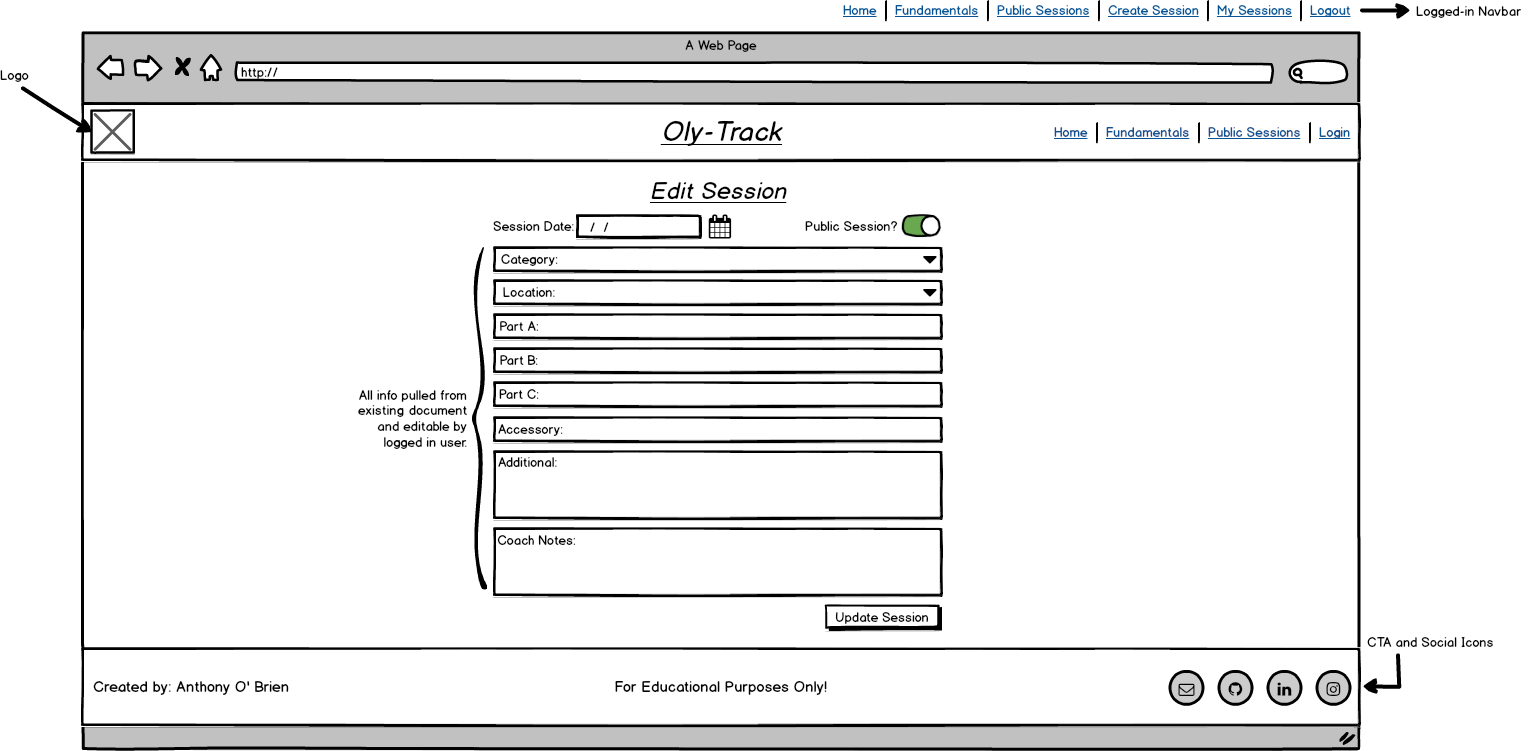 Home Fundamentals Public Sessions Create Session My Sessions Logout Logged-in Navbar
A Web Page
http://
Logo
Oly-Track
Home Fundamentals Public Sessions Login
Edit Session
Session Date: / / Public Session?
Category:
Location:
Part A:
Part B:
Part C:
All info pulled from
existing document
and editable by
logged in user.
Accessory:
Additional:
Coach Notes:
Update Session
CTA and Social Icons
Created by: Anthony O' Brien For Educational Purposes Only!
in